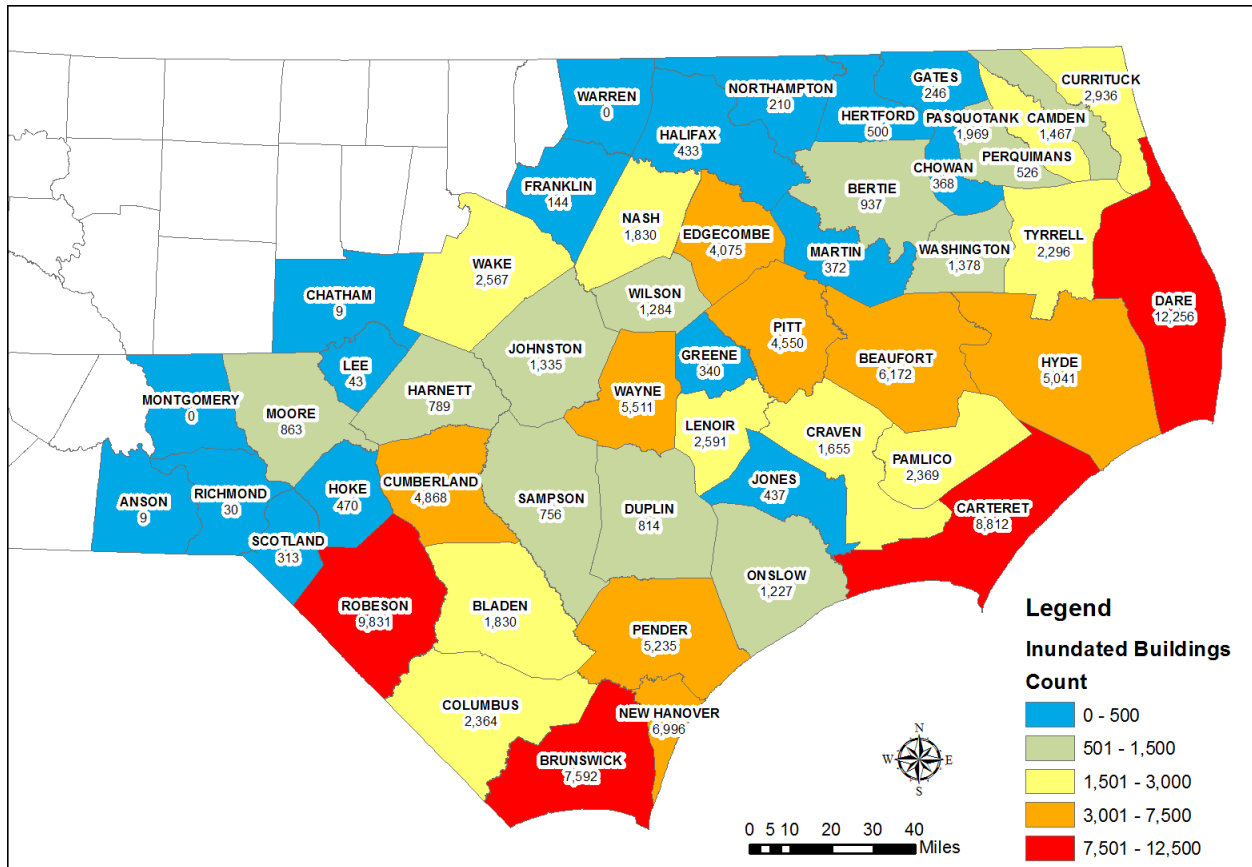 GATES
246
CURRITUCK
2,936
WARREN
0
NORTHAMPTON
210
HERTFORD
500
PASQUOTANK
1,969
CAMDEN
1,467
HALIFAX
433
PERQUIMANS
526
CHOWAN
368
FRANKLIN
144
BERTIE
937
NASH
1,830
EDGECOMBE
4,075
TYRRELL
2,296
MARTIN
372
WASHINGTON
1,378
WAKE
2,567
CHATHAM
9
WILSON
1,284
DARE
12,256
PITT
4,550
JOHNSTON
1,335
GREENE
340
BEAUFORT
6,172
HYDE
5,041
LEE
43
HARNETT
789
WAYNE
5,511
MONTGOMERY
0
MOORE
863
LENOIR
2,591
CRAVEN
1,655
PAMLICO
2,369
ANSON
9
RICHMOND
30
HOKE
470
CUMBERLAND
4,868
SAMPSON
756
DUPLIN
814
JONES
437
CARTERET
8,812
SCOTLAND
313
ONSLOW
1,227
ROBESON
9,831
BLADEN
1,830
PENDER
5,235
COLUMBUS
2,364
NEW HANOVER
6,996
BRUNSWICK
7,592
N
W E
S
0 5 10 20 30 40
Miles
Legend
Inundated Buildings
Count
0 - 500
501 - 1,500
1,501 - 3,000
3,001 - 7,500
7,501 - 12,500